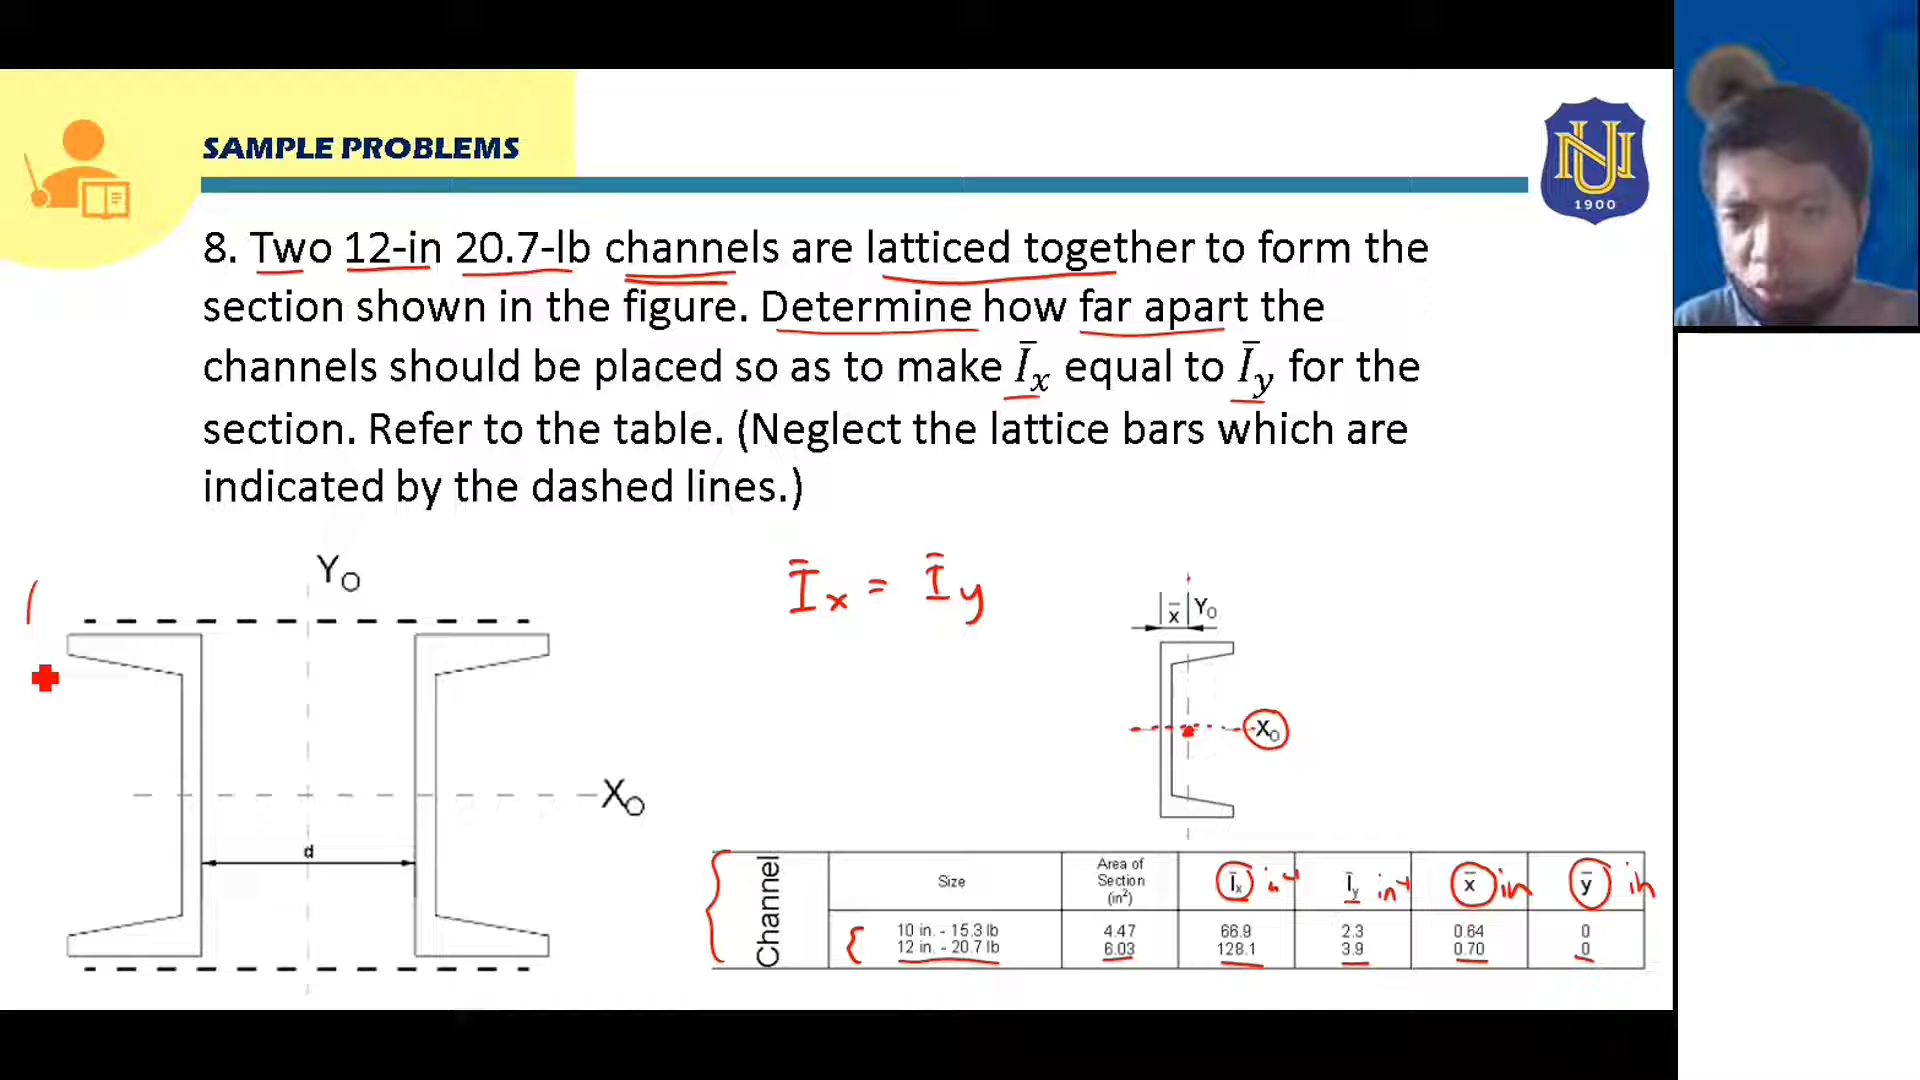 SAMPLE PROBLEMS
NU
1900
8. Two 12-in 20.7-lb channels are latticed together to form the
section shown in the figure. Determine how far apart the
channels should be placed so as to make Īx equal to Īy for the
section. Refer to the table. (Neglect the lattice bars which are
indicated by the dashed lines.)
Īx = Īy
YO
XO
d
x̄ YO
XO
Channel
Size
Area of
Section
(in²)
Īx in⁴
Īy in⁴
x̄ in
ȳ in
10 in. - 15.3 lb 4.47 66.9 2.3 0.64 0
12 in. - 20.7 lb 6.03 128.1 3.9 0.70 0